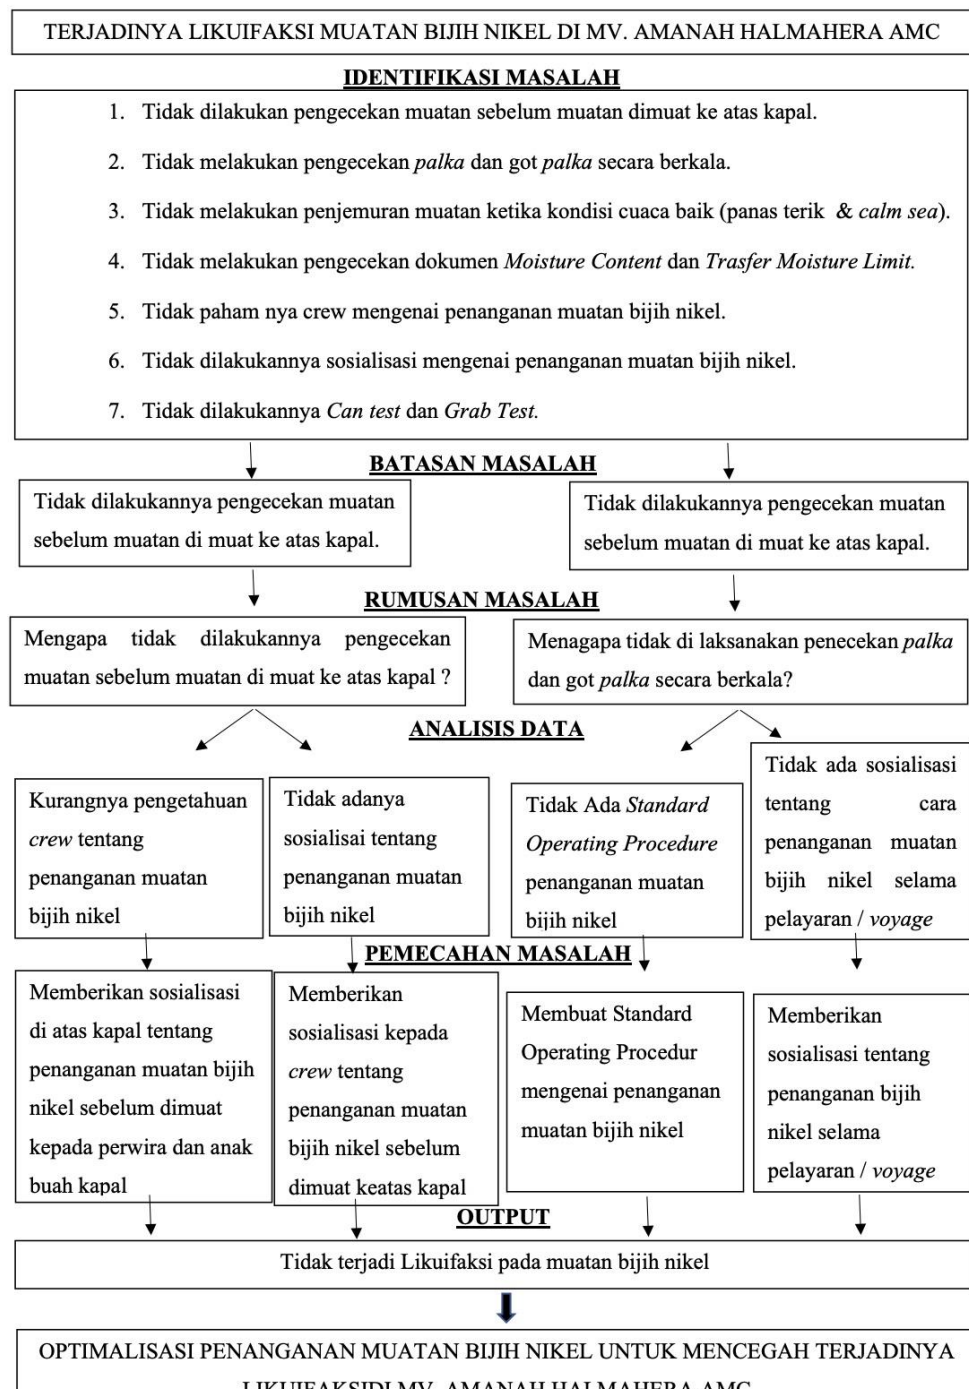 TERJADINYA LIKUIFAKSI MUATAN BIJIH NIKEL DI MV. AMANAH HALMAHERA AMC
IDENTIFIKASI MASALAH
1. Tidak dilakukan pengecekan muatan sebelum muatan dimuat ke atas kapal.
2. Tidak melakukan pengecekan palka dan got palka secara berkala.
3. Tidak melakukan penjemuran muatan ketika kondisi cuaca baik (panas terik & calm sea).
4. Tidak melakukan pengecekan dokumen Moisture Content dan Trasfer Moisture Limit.
5. Tidak paham nya crew mengenai penanganan muatan bijih nikel.
6. Tidak dilakukannya sosialisasi mengenai penanganan muatan bijih nikel.
7. Tidak dilakukannya Can test dan Grab Test.
BATASAN MASALAH
Tidak dilakukannya pengecekan muatan
sebelum muatan di muat ke atas kapal.
Tidak dilakukannya pengecekan muatan
sebelum muatan di muat ke atas kapal.
RUMUSAN MASALAH
Mengapa tidak dilakukannya pengecekan
muatan sebelum muatan di muat ke atas kapal ?
Menagapa tidak di laksanakan penecekan palka
dan got palka secara berkala?
ANALISIS DATA
Kurangnya pengetahuan
crew tentang
penanganan muatan
bijih nikel
Tidak adanya
sosialisai tentang
penanganan muatan
bijih nikel
Tidak Ada Standard
Operating Procedure
penanganan muatan
bijih nikel
Tidak ada sosialisasi
tentang cara
penanganan muatan
bijih nikel selama
pelayaran / voyage
PEMECAHAN MASALAH
Memberikan sosialisasi
di atas kapal tentang
penanganan muatan bijih
nikel sebelum dimuat
kepada perwira dan anak
buah kapal
Memberikan
sosialisasi kepada
crew tentang
penanganan muatan
bijih nikel sebelum
dimuat keatas kapal
Membuat Standard
Operating Procedur
mengenai penanganan
muatan bijih nikel
Memberikan
sosialisasi tentang
penanganan bijih
nikel selama
pelayaran / voyage
OUTPUT
Tidak terjadi Likuifaksi pada muatan bijih nikel
OPTIMALISASI PENANGANAN MUATAN BIJIH NIKEL UNTUK MENCEGAH TERJADINYA
LIKUIFAKSIDI MV. AMANAH HALMAHERA AMC